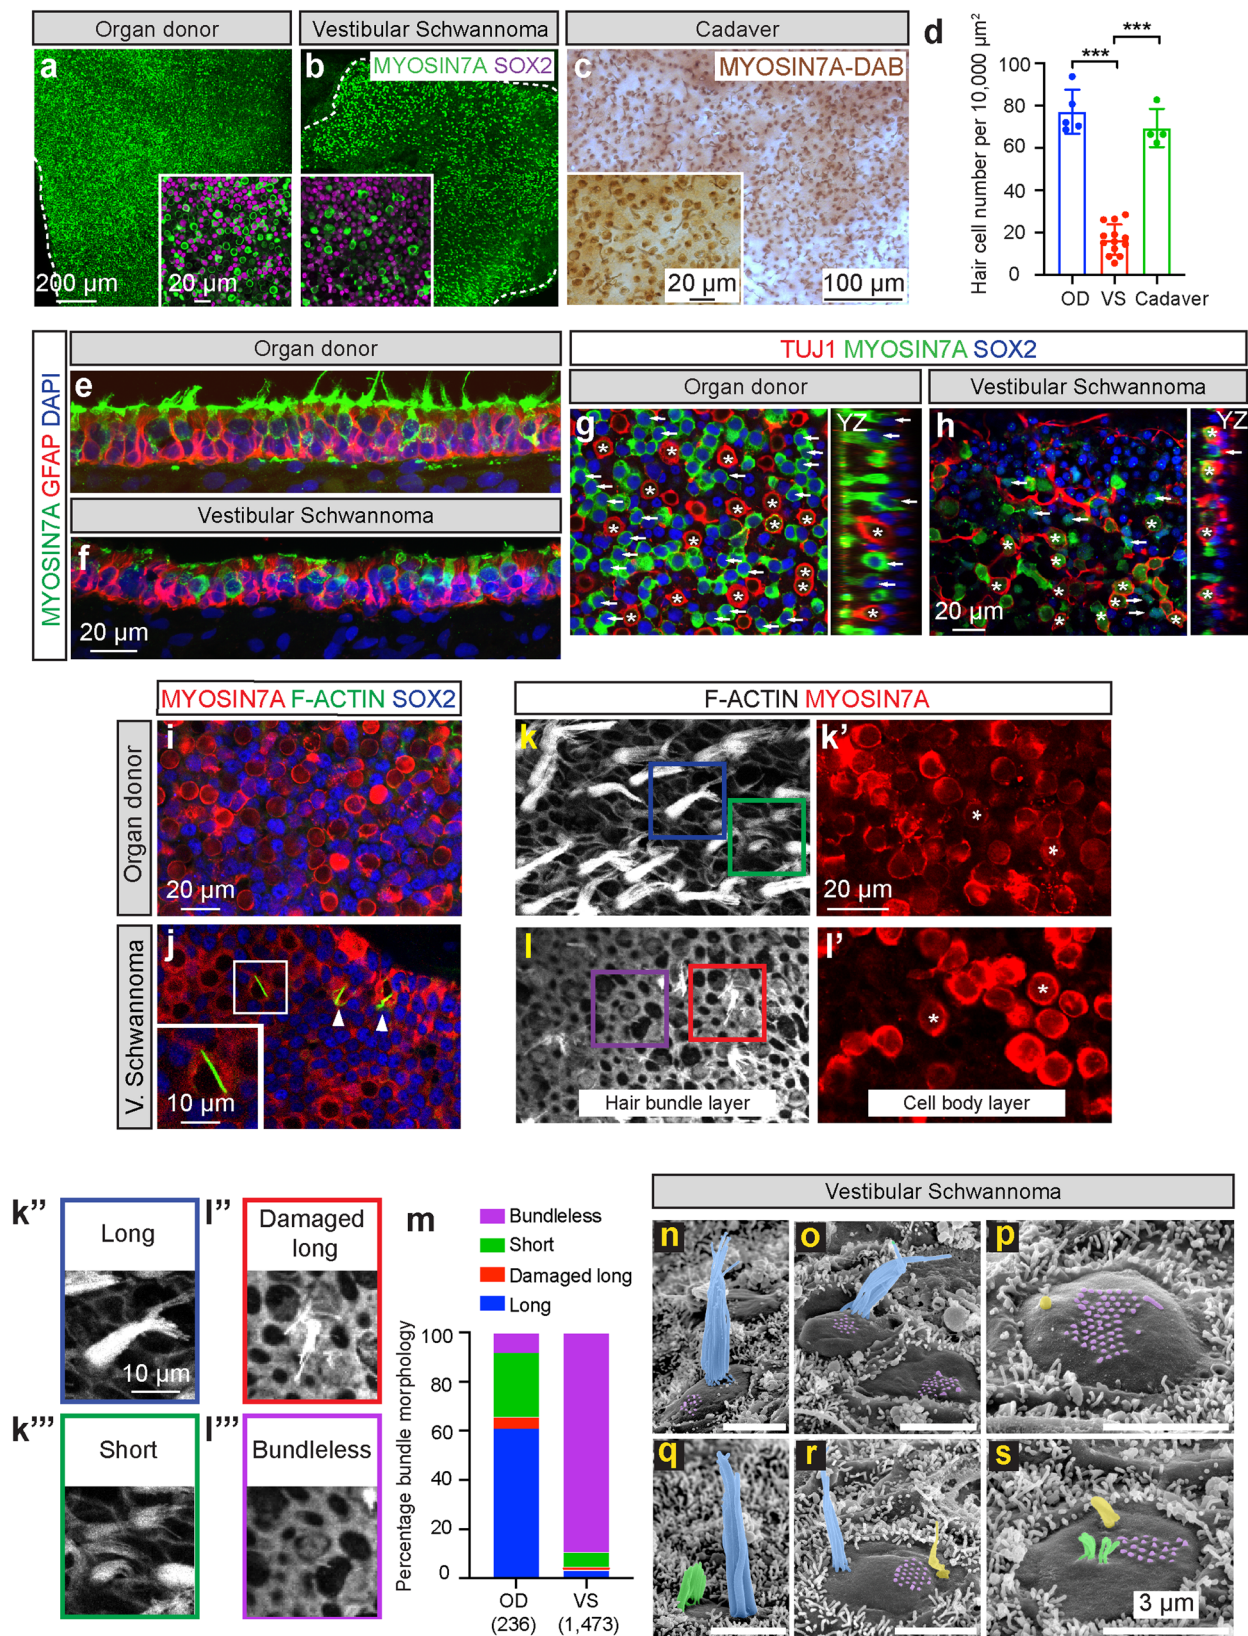 Organ donor
Vestibular Schwannoma
Cadaver
a
b
MYOSIN7A SOX2
c
MYOSIN7A-DAB
200 µm
20 µm
20 µm
100 µm
d
Hair cell number per 10,000 µm²
***
***
100
80
60
40
20
0
OD
VS
Cadaver
MYOSIN7A GFAP DAPI
Organ donor
e
Vestibular Schwannoma
f
20 µm
TUJ1 MYOSIN7A SOX2
Organ donor
Vestibular Schwannoma
g
YZ
h
YZ
20 µm
MYOSIN7A F-ACTIN SOX2
Organ donor
i
20 µm
V. Schwannoma
j
10 µm
F-ACTIN MYOSIN7A
k
k’
20 µm
l
Hair bundle layer
l’
Cell body layer
k’’
Long
10 µm
l’’
Damaged
long
k’’’
Short
l’’’
Bundleless
m
Bundleless
Short
Damaged long
Long
Percentage bundle morphology
100
80
60
40
20
0
OD
(236)
VS
(1,473)
Vestibular Schwannoma
n
o
p
q
r
s
3 µm